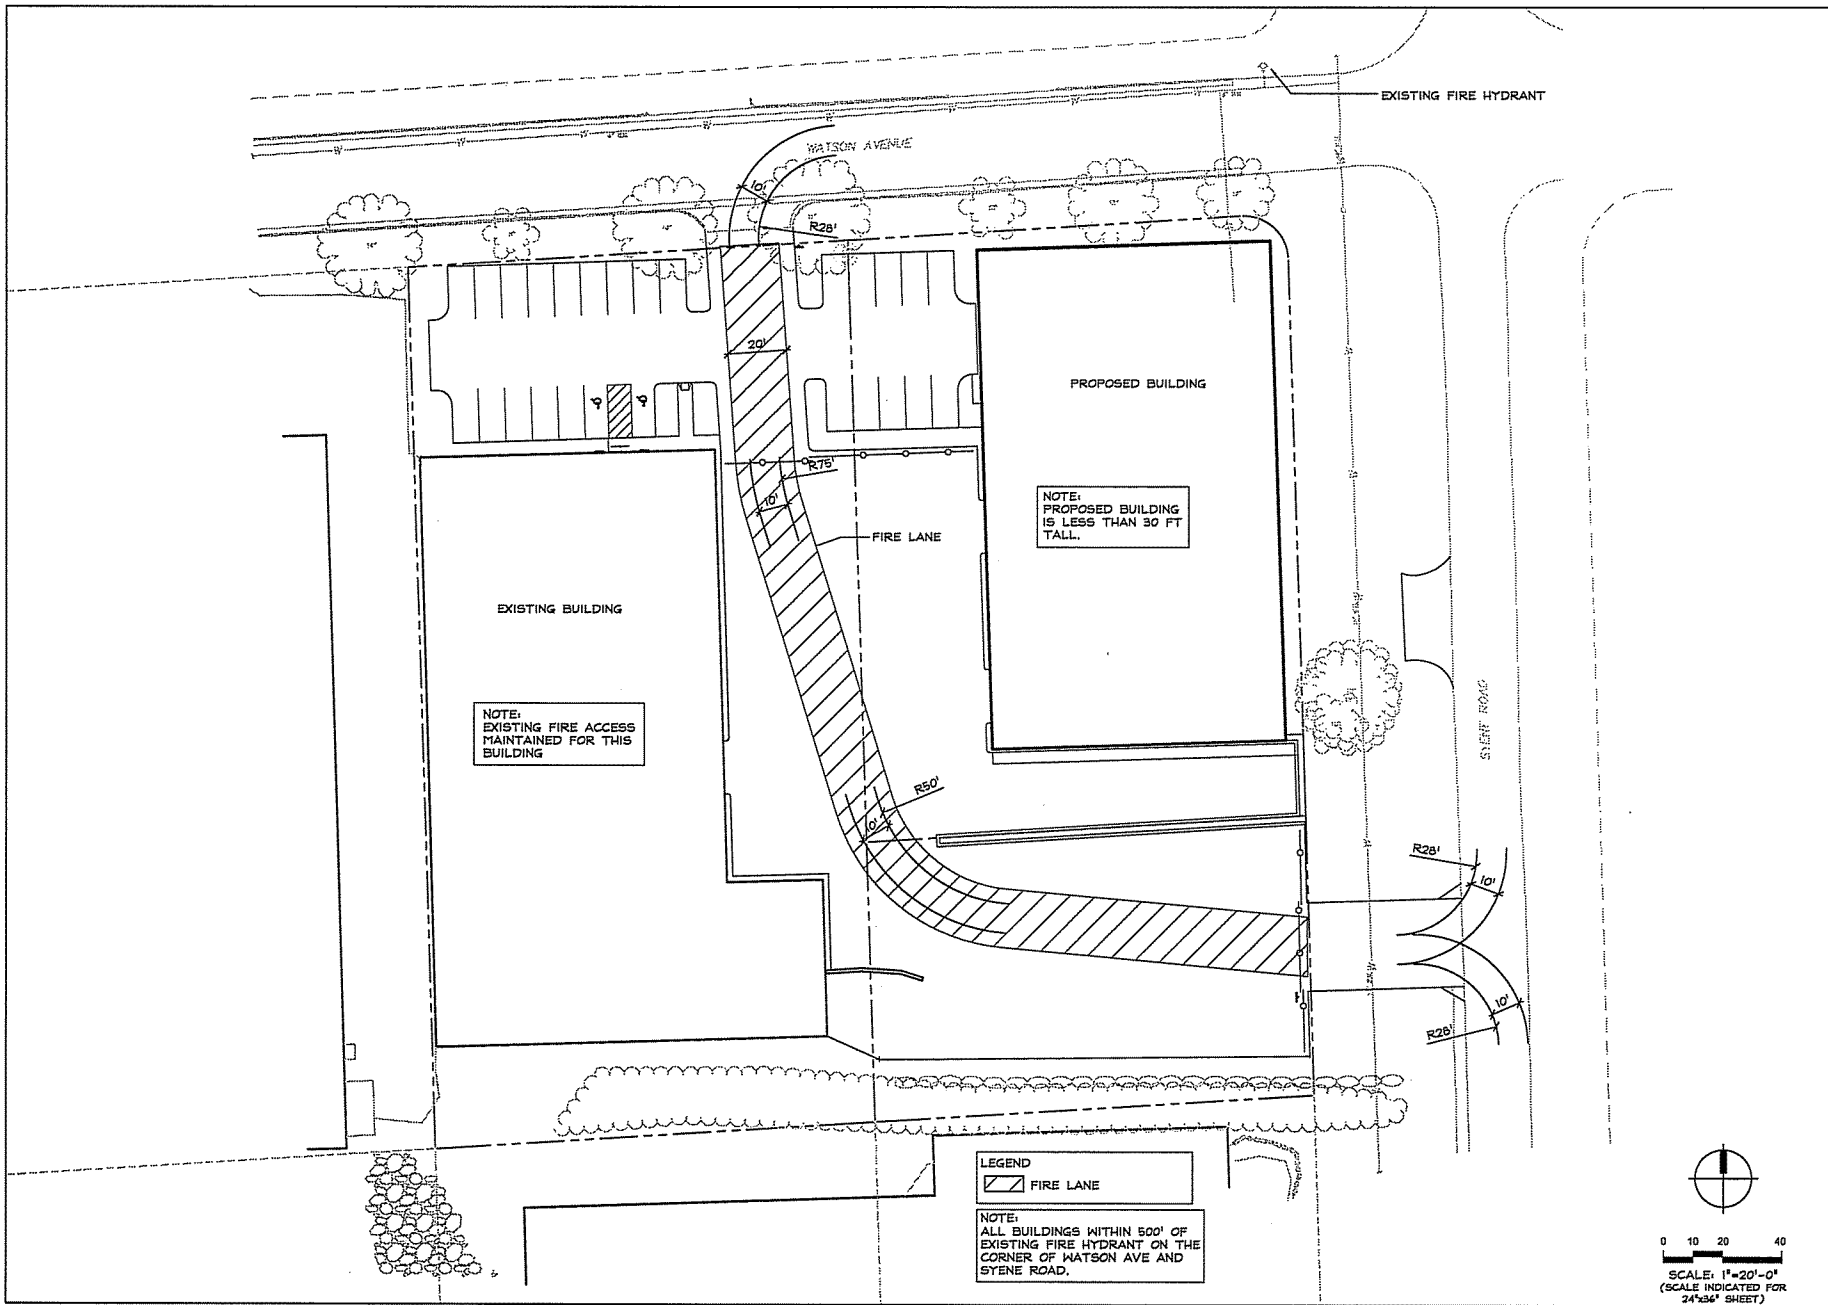 EXISTING FIRE HYDRANT
WATSON AVENUE
10'
R28'
20'
PROPOSED BUILDING
R75'
10'
NOTE:
PROPOSED BUILDING
IS LESS THAN 30 FT
TALL.
FIRE LANE
EXISTING BUILDING
NOTE:
EXISTING FIRE ACCESS
MAINTAINED FOR THIS
BUILDING
SYENE ROAD
R50'
10'
R28'
10'
10'
R28'
LEGEND
FIRE LANE
NOTE:
ALL BUILDINGS WITHIN 500' OF
EXISTING FIRE HYDRANT ON THE
CORNER OF WATSON AVE AND
SYENE ROAD.
0 10 20 40
SCALE: 1"=20'-0"
(SCALE INDICATED FOR
24"x36" SHEET)